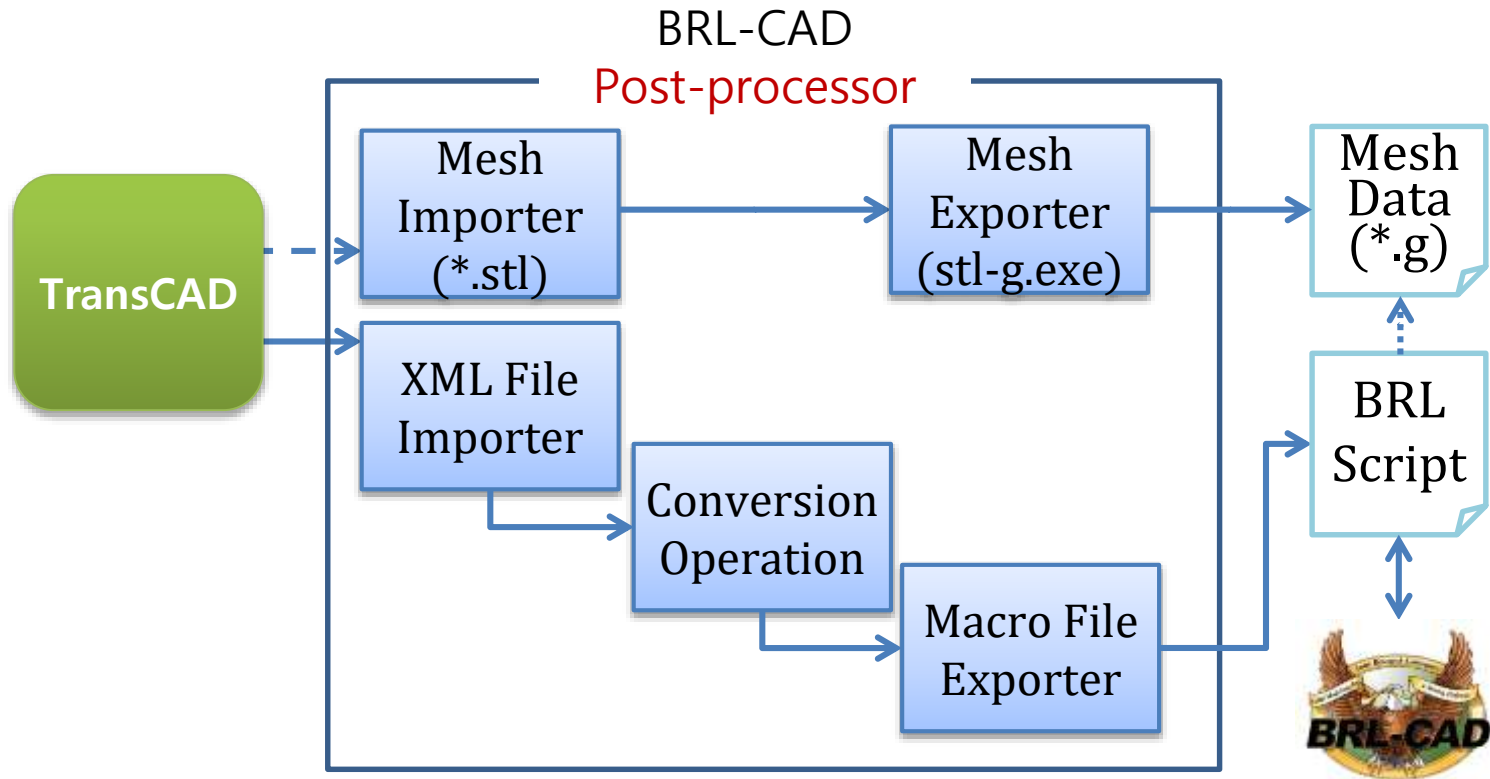 BRL-CAD
Post-processor
TransCAD
Mesh
Importer
(*.stl)
Mesh
Exporter
(stl-g.exe)
Mesh
Data
(*.g)
XML File
Importer
Conversion
Operation
Macro File
Exporter
BRL
Script
BRL-CAD